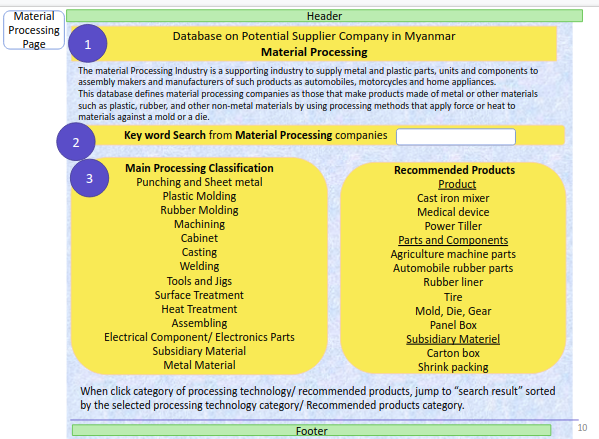 Material
Processing
Page
Header
1
Database on Potential Supplier Company in Myanmar
Material Processing
The material Processing Industry is a supporting industry to supply metal and plastic parts, units and components to
assembly makers and manufacturers of such products as automobiles, motorcycles and home appliances.
This database defines material processing companies as those that make products made of metal or other materials
such as plastic, rubber, and other non-metal materials by using processing methods that apply force or heat to
materials against a mold or a die.
2
Key word Search from Material Processing companies
3
Main Processing Classification
Punching and Sheet metal
Plastic Molding
Rubber Molding
Machining
Cabinet
Casting
Welding
Tools and Jigs
Surface Treatment
Heat Treatment
Assembling
Electrical Component/ Electronics Parts
Subsidiary Material
Metal Material
Recommended Products
Product
Cast iron mixer
Medical device
Power Tiller
Parts and Components
Agriculture machine parts
Automobile rubber parts
Rubber liner
Tire
Mold, Die, Gear
Panel Box
Subsidiary Materiel
Carton box
Shrink packing
When click category of processing technology/ recommended products, jump to “search result” sorted
by the selected processing technology category/ Recommended products category.
10
Footer